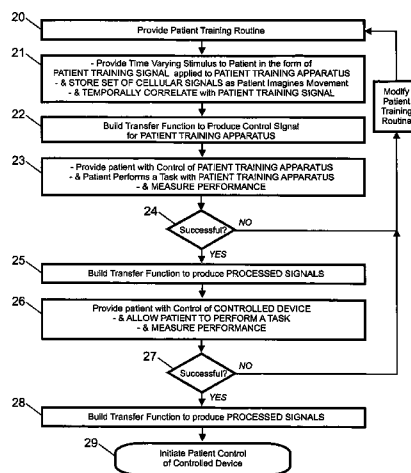 20
Provide Patient Training Routine
21
- Provide Time Varying Stimulus to Patient in the form of
PATIENT TRAINING SIGNAL applied to PATIENT TRAINING APPARATUS
- & STORE SET OF CELLULAR SIGNALS as Patient Imagines Movement
- & TEMPORALLY CORRELATE with PATIENT TRAINING SIGNAL
Modify
Patient
Training
Routine
22
Build Transfer Function to Produce Control Signal
for PATIENT TRAINING APPARATUS
23
- Provide patient with Control of PATIENT TRAINING APPARATUS
- & Patient Performs a Task with PATIENT TRAINING APPARATUS
- & MEASURE PERFORMANCE
24
Successful?
NO
YES
25
Build Transfer Function to produce PROCESSED SIGNALS
26
Provide patient with Control of CONTROLLED DEVICE
- & ALLOW PATIENT TO PERFORM A TASK
- & MEASURE PERFORMANCE
27
Successful?
NO
YES
28
Build Transfer Function to produce PROCESSED SIGNALS
29
Initiate Patient Control
of Controlled Device